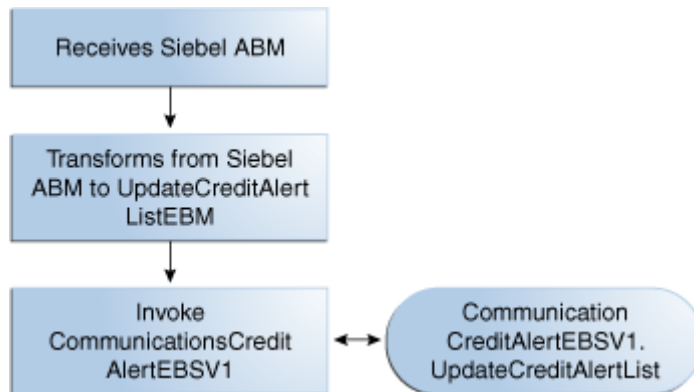 Receives Siebel ABM
Transforms from Siebel
ABM to UpdateCreditAlert
ListEBM
Invoke
CommunicationsCredit
AlertEBSV1
Communication
CreditAlertEBSV1.
UpdateCreditAlertList